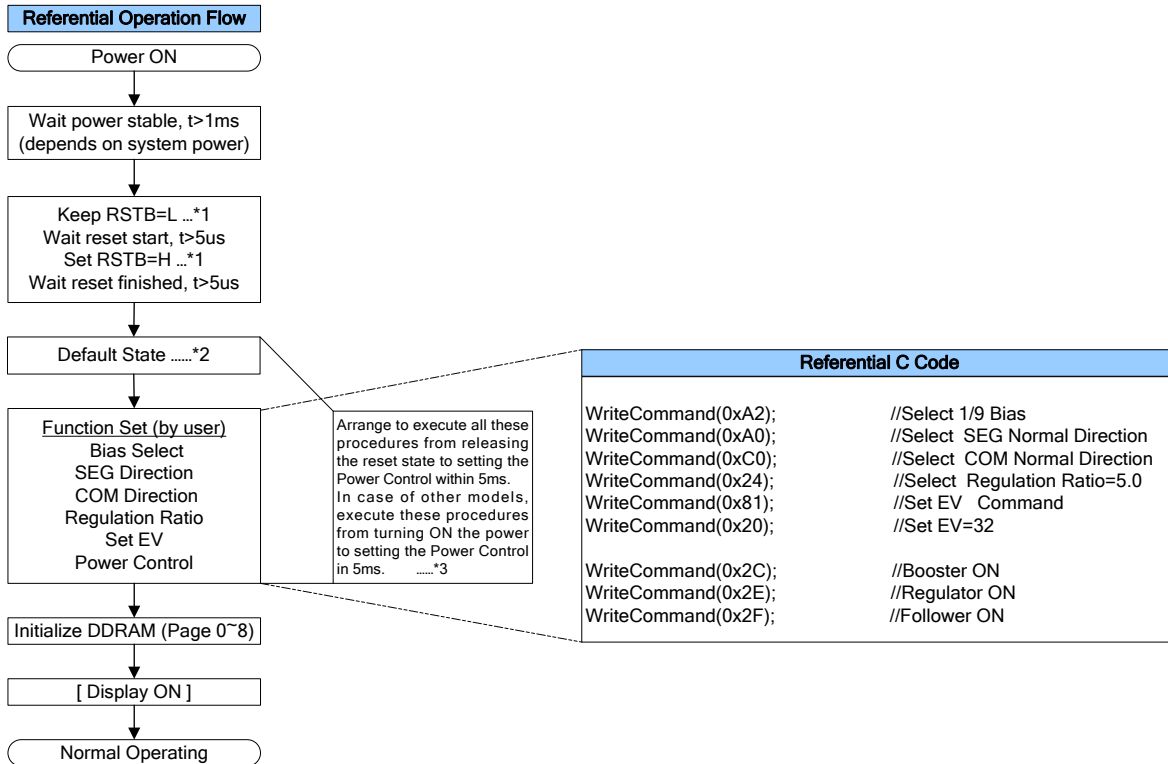 Referential Operation Flow
Power ON
Wait power stable, t>1ms
(depends on system power)
Keep RSTB=L ...*1
Wait reset start, t>5us
Set RSTB=H ...*1
Wait reset finished, t>5us
Default State ......*2
Function Set (by user)
Bias Select
SEG Direction
COM Direction
Regulation Ratio
Set EV
Power Control
Arrange to execute all these
procedures from releasing
the reset state to setting the
Power Control within 5ms.
In case of other models,
execute these procedures
from turning ON the power
to setting the Power Control
in 5ms. ......*3
Initialize DDRAM (Page 0~8)
[ Display ON ]
Normal Operating
Referential C Code
WriteCommand(0xA2); //Select 1/9 Bias
WriteCommand(0xA0); //Select SEG Normal Direction
WriteCommand(0xC0); //Select COM Normal Direction
WriteCommand(0x24); //Select Regulation Ratio=5.0
WriteCommand(0x81); //Set EV Command
WriteCommand(0x20); //Set EV=32
WriteCommand(0x2C); //Booster ON
WriteCommand(0x2E); //Regulator ON
WriteCommand(0x2F); //Follower ON